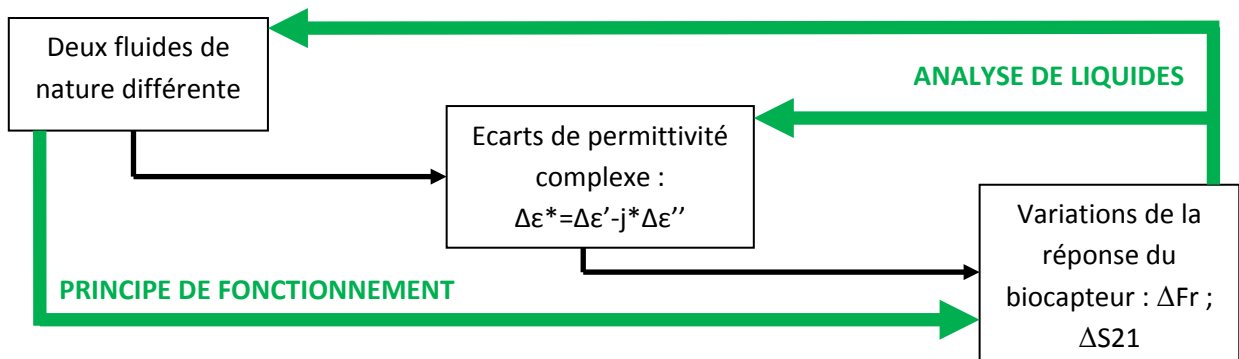 Deux fluides de
nature différente
ANALYSE DE LIQUIDES
Ecarts de permittivité
complexe :
Δε*=Δε’-j*Δε’’
Variations de la
réponse du
biocapteur : ΔFr ;
ΔS21
PRINCIPE DE FONCTIONNEMENT